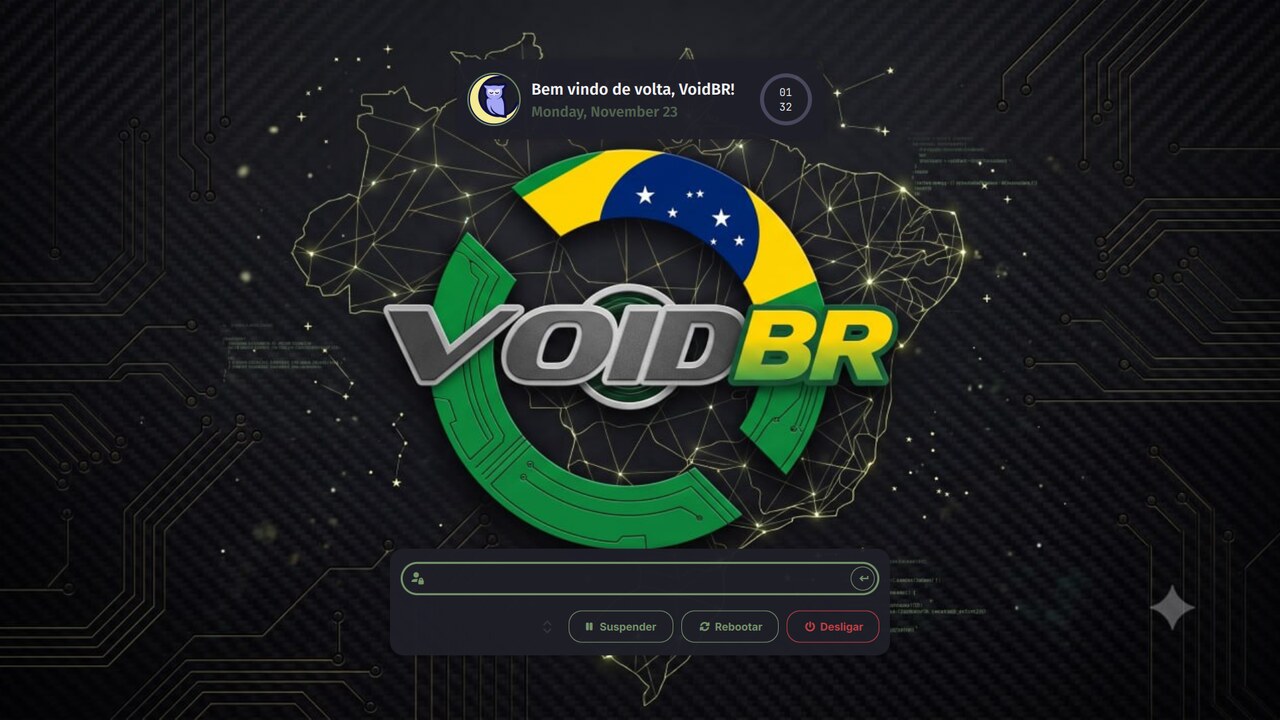 Bem vindo de volta, VoidBR!
Monday, November 23
01
32
VOIDBR
Suspender
Rebootar
Desligar